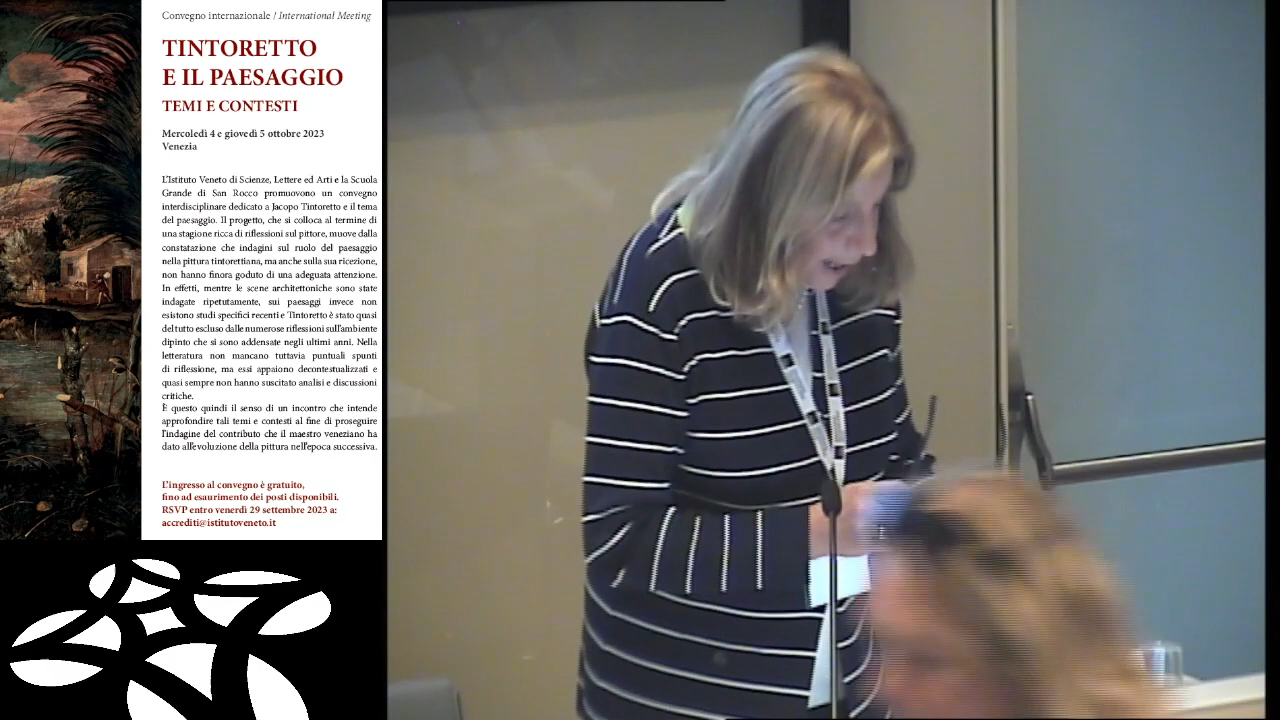 Convegno internazionale / International Meeting
TINTORETTO
E IL PAESAGGIO
TEMI E CONTESTI
Mercoledì 4 e giovedì 5 ottobre 2023
Venezia
L'Istituto Veneto di Scienze, Lettere ed Arti e la Scuola
Grande di San Rocco promuovono un convegno
interdisciplinare dedicato a Jacopo Tintoretto e il tema
del paesaggio. Il progetto, che si colloca al termine di
una stagione ricca di riflessioni sul pittore, muove dalla
constatazione che indagini sul ruolo del paesaggio
nella pittura tintorettiana, ma anche sulla sua ricezione,
non hanno finora goduto di una adeguata attenzione.
In effetti, mentre le scene architettoniche sono state
indagate ripetutamente, sui paesaggi invece non
esistono studi specifici recenti e Tintoretto è stato quasi
del tutto escluso dalle numerose riflessioni sull'ambiente
dipinto che si sono addensate negli ultimi anni. Nella
letteratura non mancano tuttavia puntuali spunti
di riflessione, ma essi appaiono decontestualizzati e
quasi sempre non hanno suscitato analisi e discussioni
critiche.
È questo quindi il senso di un incontro che intende
approfondire tali temi e contesti al fine di proseguire
l'indagine del contributo che il maestro veneziano ha
dato all'evoluzione della pittura nell'epoca successiva.
L'ingresso al convegno è gratuito,
fino ad esaurimento dei posti disponibili.
RSVP entro venerdì 29 settembre 2023 a:
accrediti@istitutoveneto.it